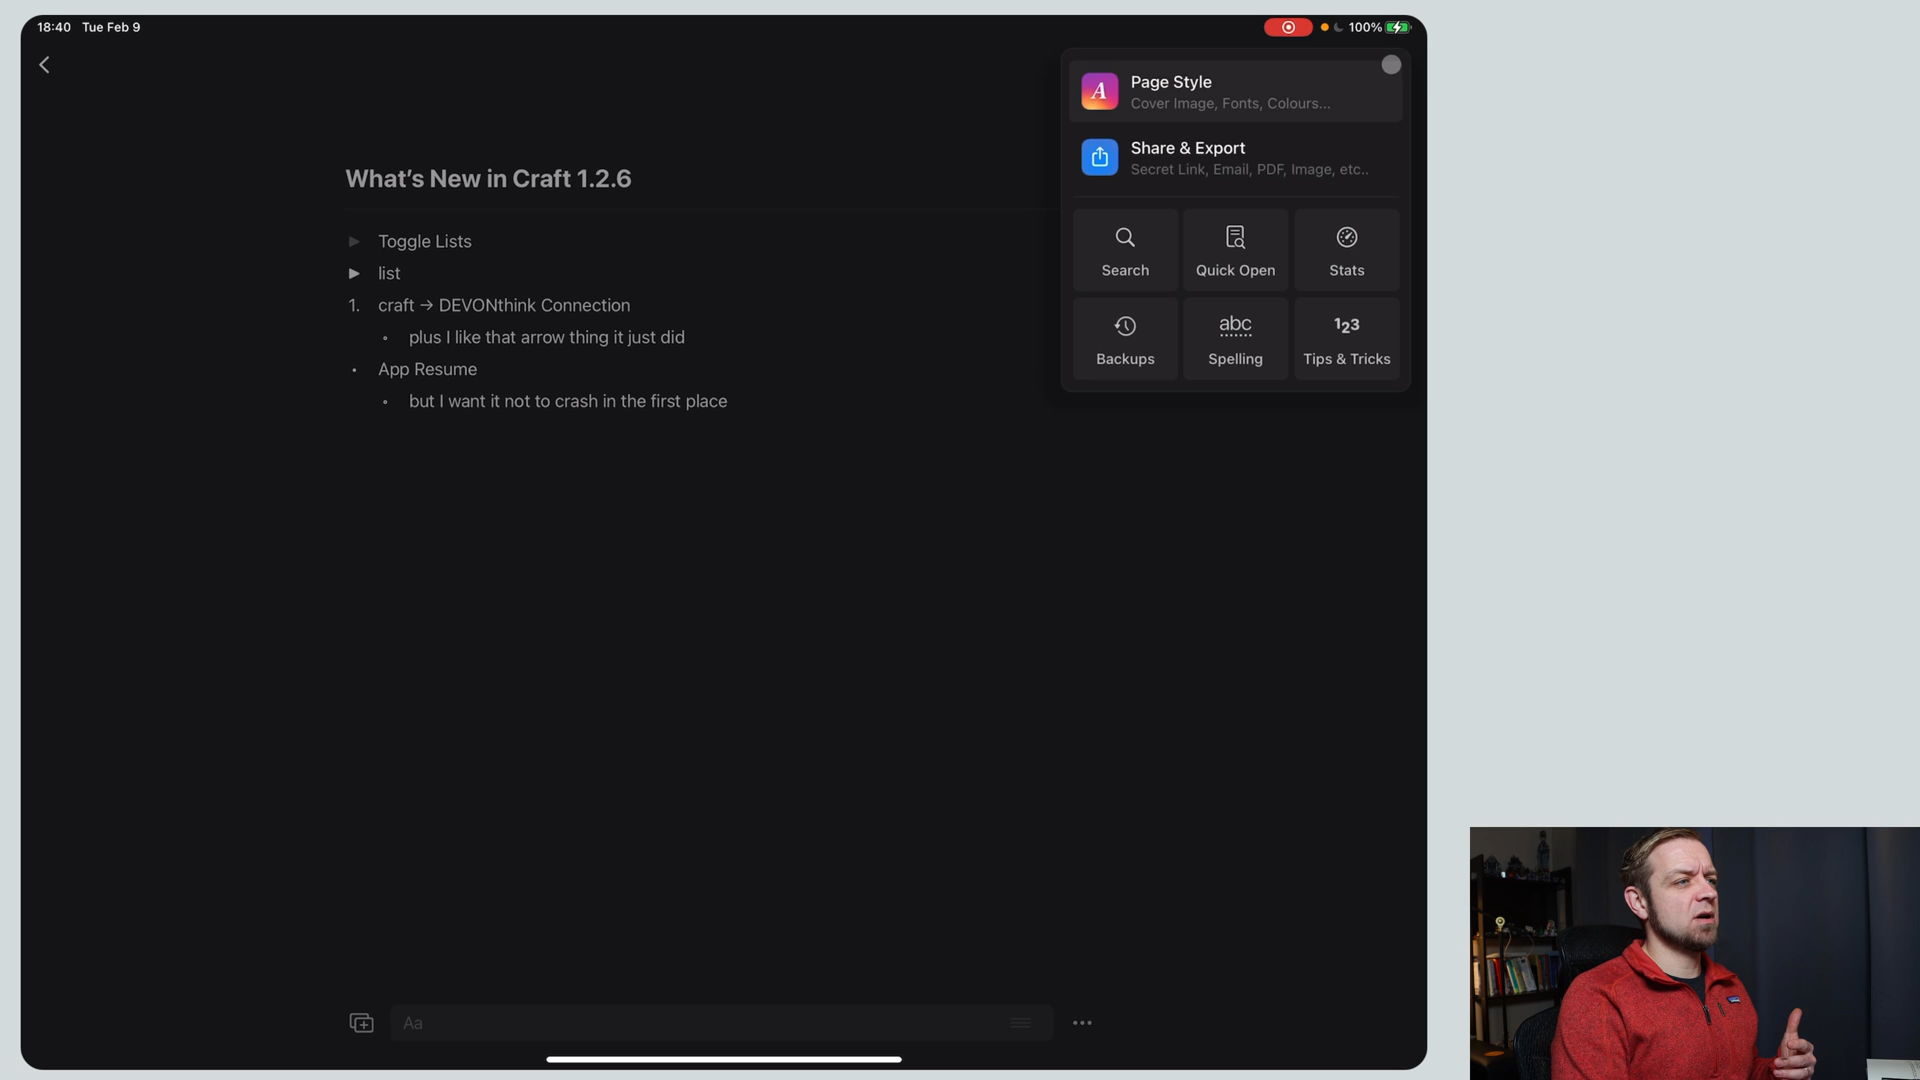 18:40 Tue Feb 9
100%
Page Style
Cover Image, Fonts, Colours...
Share & Export
Secret Link, Email, PDF, Image, etc..
What's New in Craft 1.2.6
Toggle Lists
list
1. craft → DEVONthink Connection
plus I like that arrow thing it just did
App Resume
but I want it not to crash in the first place
Search
Quick Open
Stats
abc
123
Backups
Spelling
Tips & Tricks
Aa